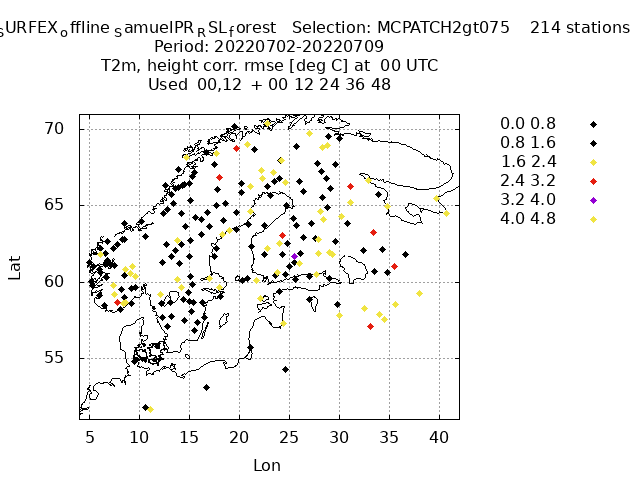 SURFEXoffline SamuelPRRSLforest Selection: MCPATCH2gt075 214 stations
Period: 20220702-20220709
T2m, height corr. rmse [deg C] at 00 UTC
Used 00,12 + 00 12 24 36 48
0.0 0.8
0.8 1.6
1.6 2.4
2.4 3.2
3.2 4.0
4.0 4.8
70
65
60
55
Lat
5 10 15 20 25 30 35 40
Lon